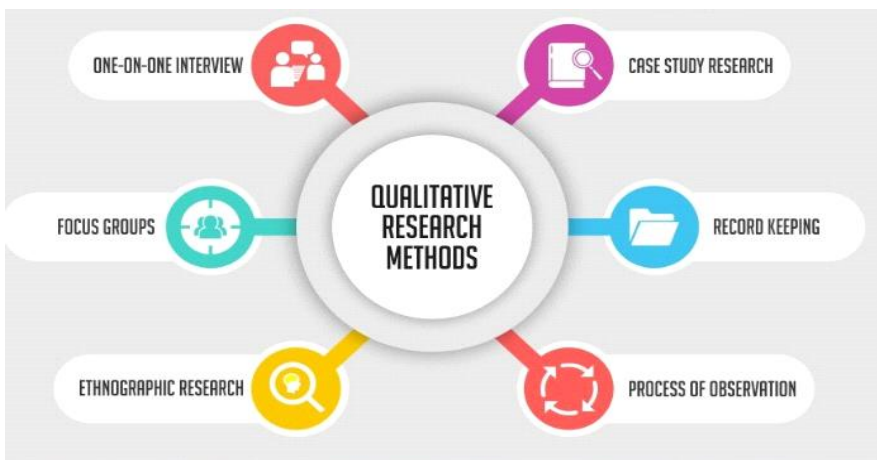 ONE-ON-ONE INTERVIEW
CASE STUDY RESEARCH
QUALITATIVE
RESEARCH
METHODS
FOCUS GROUPS
RECORD KEEPING
ETHNOGRAPHIC RESEARCH
PROCESS OF OBSERVATION